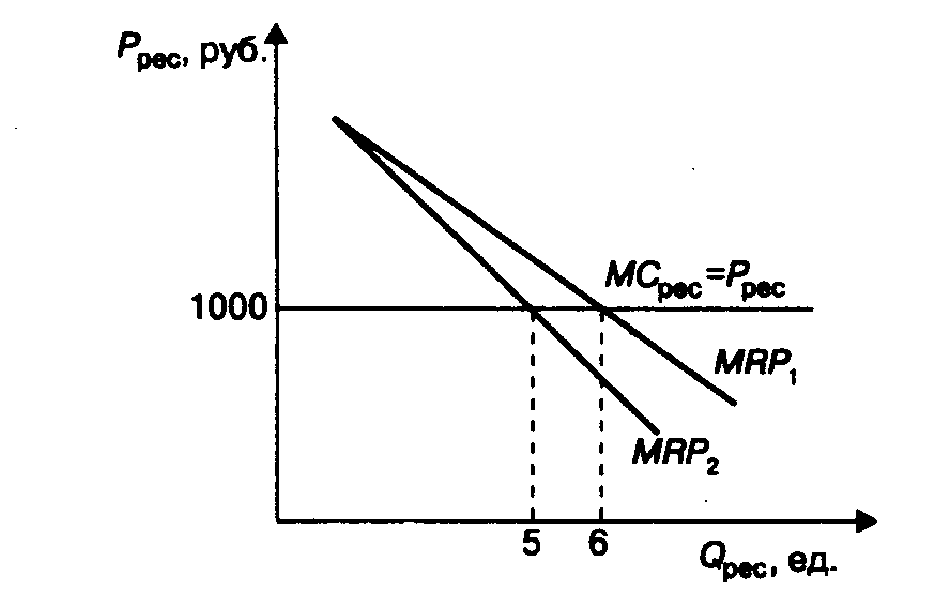 Pрес, руб.
MCрес=Pрес
1000
MRP1
MRP2
5 6
Qрес, ед.